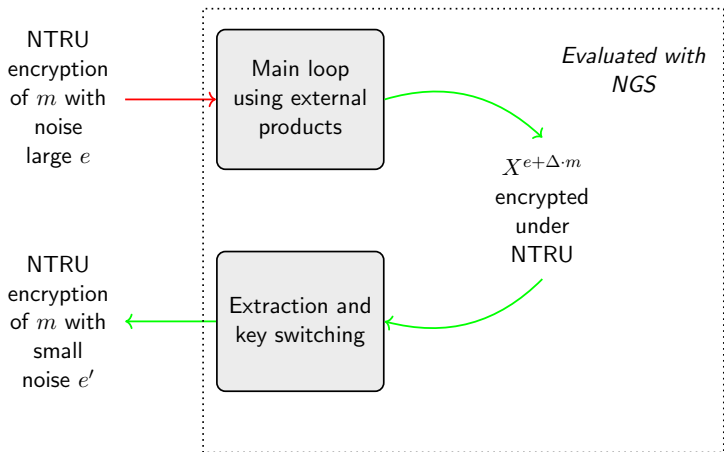 NTRU
encryption
of m with
noise
large e
Main loop
using external
products
Evaluated with
NGS
X^{e+Δ·m}
encrypted
under
NTRU
NTRU
encryption
of m with
small
noise e′
Extraction and
key switching